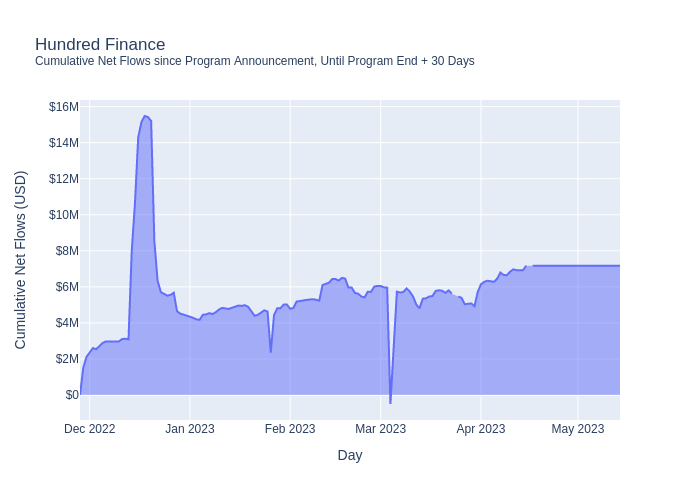 Hundred Finance
Cumulative Net Flows since Program Announcement, Until Program End + 30 Days
Cumulative Net Flows (USD)
$16M
$14M
$12M
$10M
$8M
$6M
$4M
$2M
$0
Dec 2022 Jan 2023 Feb 2023 Mar 2023 Apr 2023 May 2023
Day